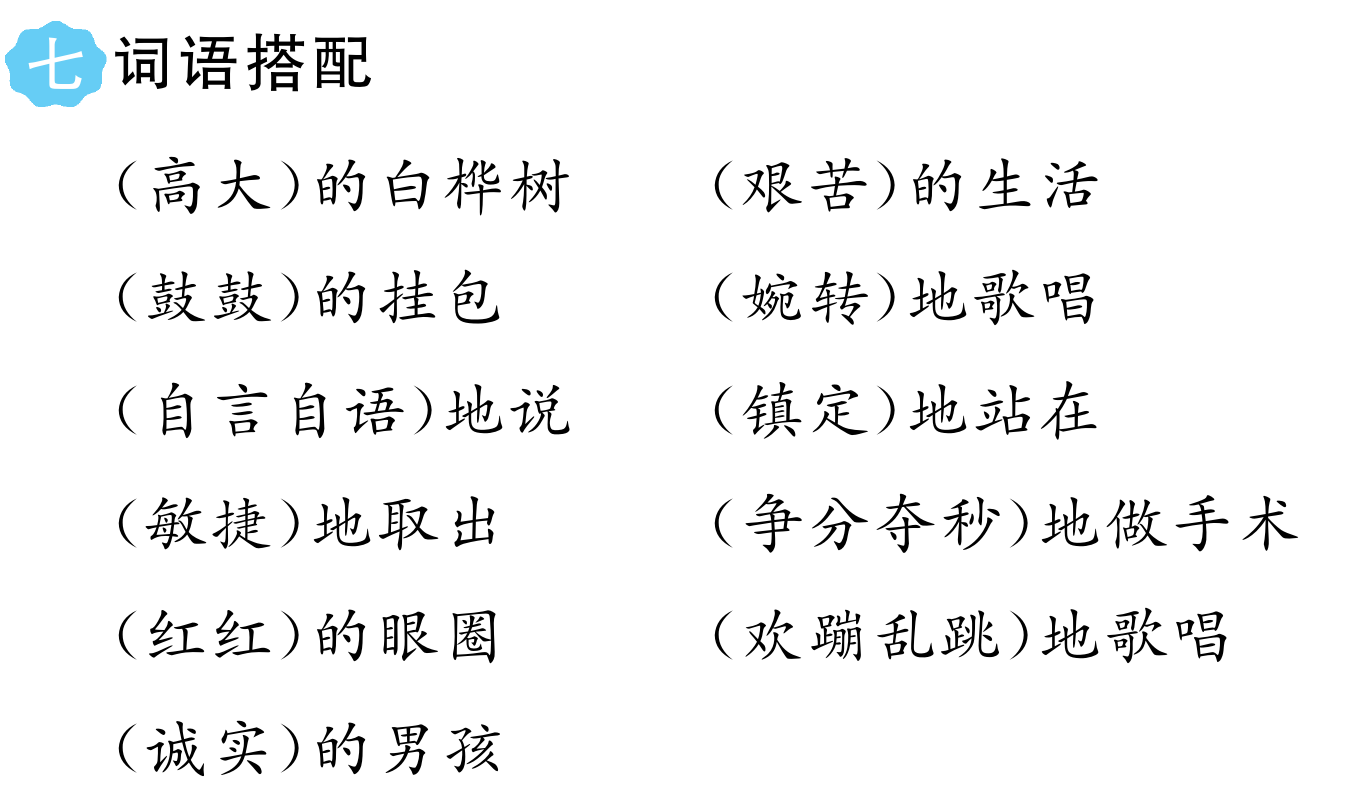 七 词语搭配
(高大)的白桦树 (艰苦)的生活
(鼓鼓)的挂包 (婉转)地歌唱
(自言自语)地说 (镇定)地站在
(敏捷)地取出 (争分夺秒)地做手术
(红红)的眼圈 (欢蹦乱跳)地歌唱
(诚实)的男孩